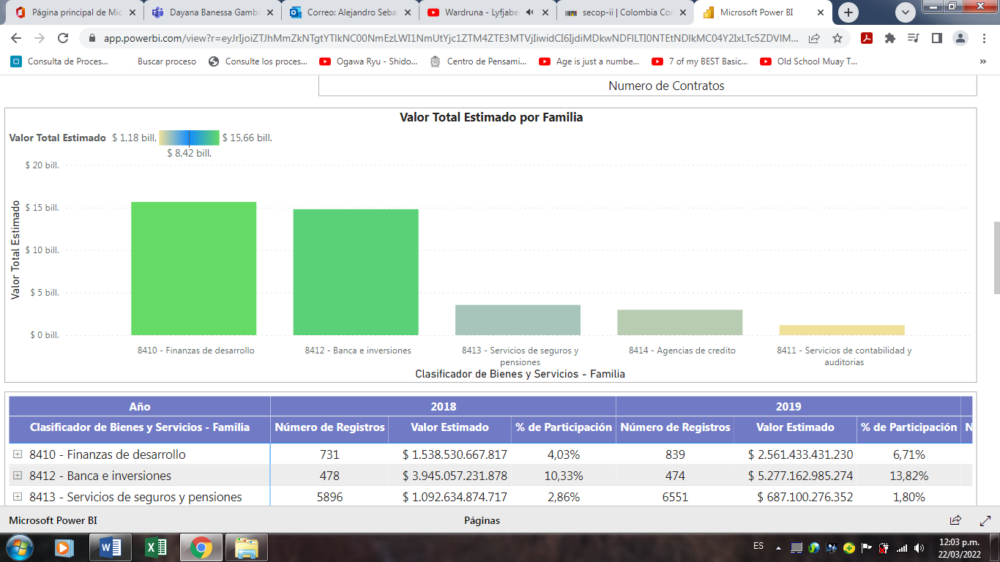 Página principal de Mic
Dayana Banessa Gambo
Correo: Alejandro Sebas
Wardruna - Lyfjabe
secop-ii | Colombia Co
Microsoft Power BI
app.powerbi.com/view?r=eyJrIjoiZTJhMmZkNTgtYTlkNC00NmEzLWI1NmUtYjc1ZTM4ZTE3MTVjIiwidCI6IjdiMDkwNDFlLTI0NTEtNDlkMC04Y2IxLTc5ZDVlM...
Consulta de Proces...
Buscar proceso
Consulte los proces...
Ogawa Ryu - Shido...
Centro de Pensami...
Age is just a numbe...
7 of my BEST Basic...
Old School Muay T...
»
Numero de Contratos
Valor Total Estimado por Familia
Valor Total Estimado $ 1,18 bill. $ 15,66 bill.
$ 8,42 bill.
Valor Total Estimado
$ 20 bill.
$ 15 bill.
$ 10 bill.
$ 5 bill.
$ 0 bill.
8410 - Finanzas de desarrollo
8412 - Banca e inversiones
8413 - Servicios de seguros y
pensiones
8414 - Agencias de credito
8411 - Servicios de contabilidad y
auditorias
Clasificador de Bienes y Servicios - Familia
Año 2018 2019
Clasificador de Bienes y Servicios - Familia Número de Registros Valor Estimado % de Participación Número de Registros Valor Estimado % de Participación N
8410 - Finanzas de desarrollo 731 $ 1.538.530.667.817 4,03% 839 $ 2.561.433.431.230 6,71%
8412 - Banca e inversiones 478 $ 3.945.057.231.878 10,33% 474 $ 5.277.162.985.274 13,82%
8413 - Servicios de seguros y pensiones 5896 $ 1.092.634.874.717 2,86% 6551 $ 687.100.276.352 1,80%
Microsoft Power BI
Páginas
ES
12:03 p.m.
22/03/2022